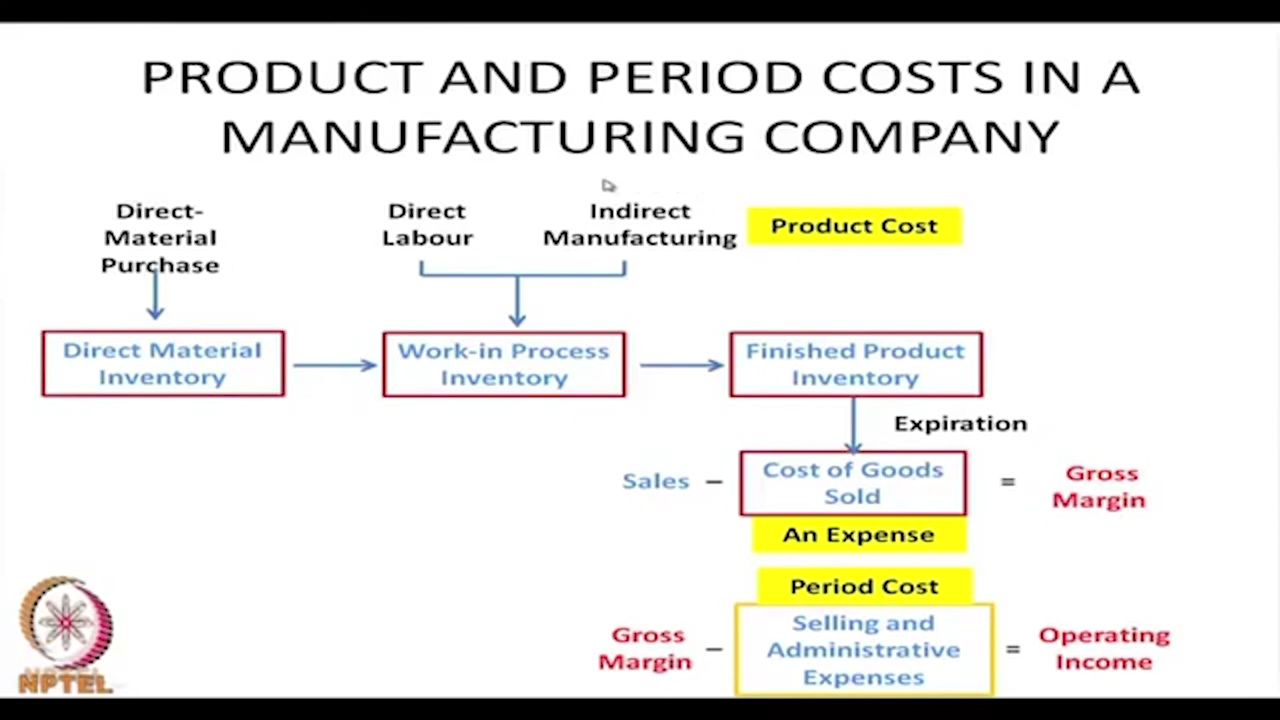 PRODUCT AND PERIOD COSTS IN A
MANUFACTURING COMPANY
Direct-
Material
Purchase
Direct
Labour
Indirect
Manufacturing
Product Cost
Direct Material
Inventory
Work-in Process
Inventory
Finished Product
Inventory
Expiration
Sales –
Cost of Goods
Sold
=
Gross
Margin
An Expense
Period Cost
Gross
Margin
–
Selling and
Administrative
Expenses
=
Operating
Income
NPTEL